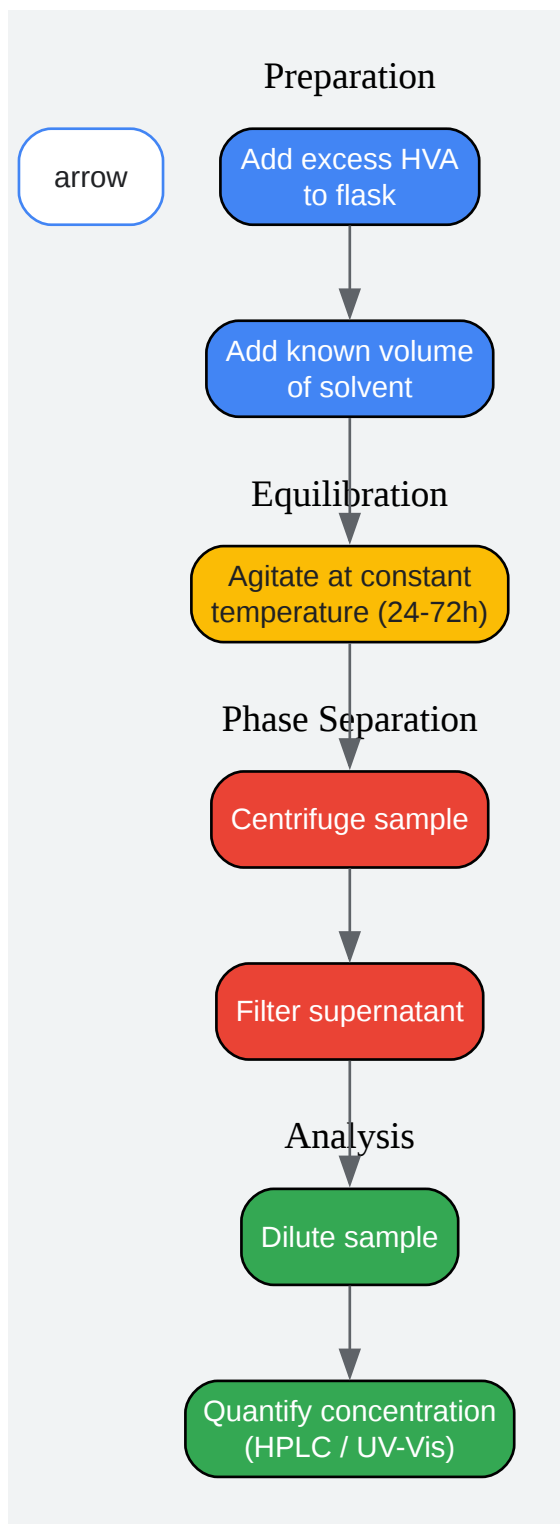 Preparation
arrow
Add excess HVA
to flask
Add known volume
of solvent
Equilibration
Agitate at constant
temperature (24-72h)
Phase Separation
Centrifuge sample
Filter supernatant
Analysis
Dilute sample
Quantify concentration
(HPLC / UV-Vis)